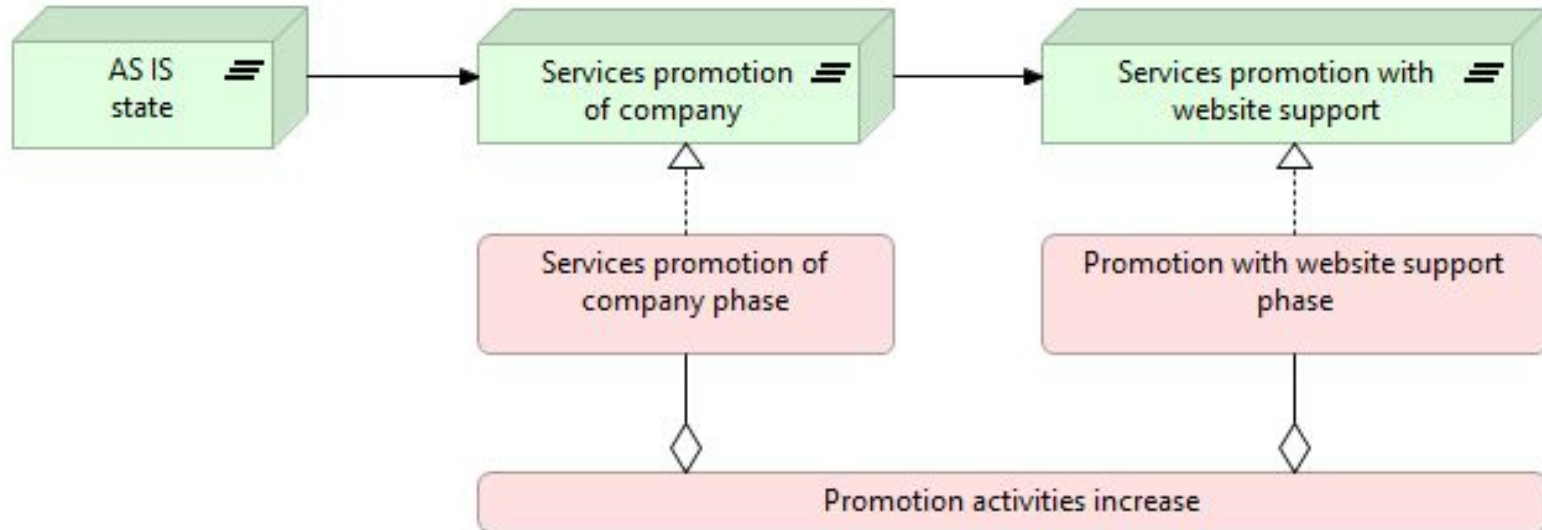 AS IS
state
Services promotion
of company
Services promotion with
website support
Services promotion of
company phase
Promotion with website support
phase
Promotion activities increase